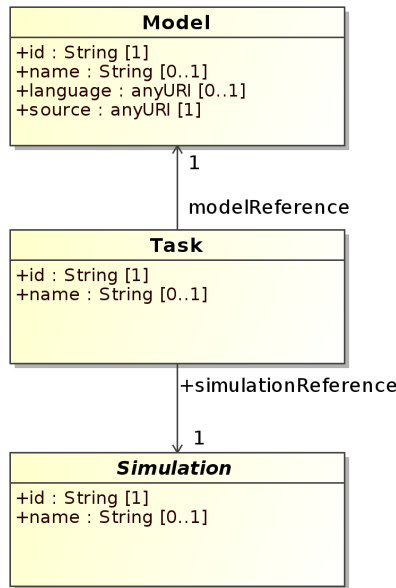 Model
+id : String [1]
+name : String [0..1]
+language : anyURI [0..1]
+source : anyURI [1]
1
modelReference
Task
+id : String [1]
+name : String [0..1]
+simulationReference
1
Simulation
+id : String [1]
+name : String [0..1]